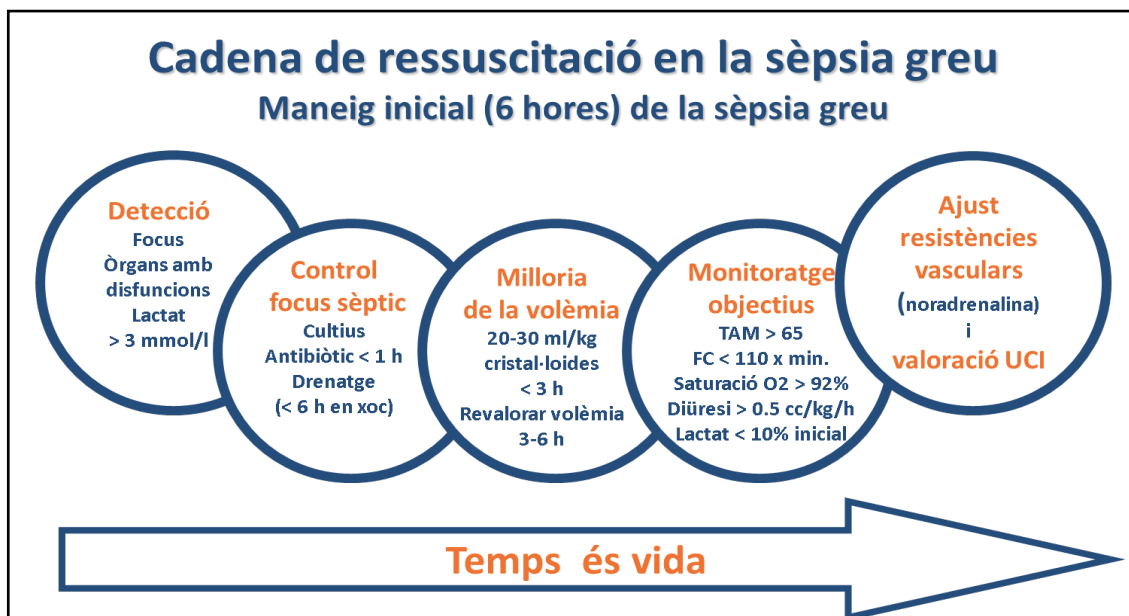 Cadena de ressuscitació en la sèpsia greu
Maneig inicial (6 hores) de la sèpsia greu
Detecció
Focus
Òrgans amb
disfuncions
Lactat
> 3 mmol/l
Control
focus sèptic
Cultius
Antibiòtic < 1 h
Drenatge
(< 6 h en xoc)
Milloria
de la volèmia
20-30 ml/kg
cristal·loides
< 3 h
Revalorar volèmia
3-6 h
Monitoratge
objectius
TAM > 65
FC < 110 x min.
Saturació O2 > 92%
Diüresi > 0.5 cc/kg/h
Lactat < 10% inicial
Ajust
resistències
vasculars
(noradrenalina)
i
valoració UCI
Temps és vida